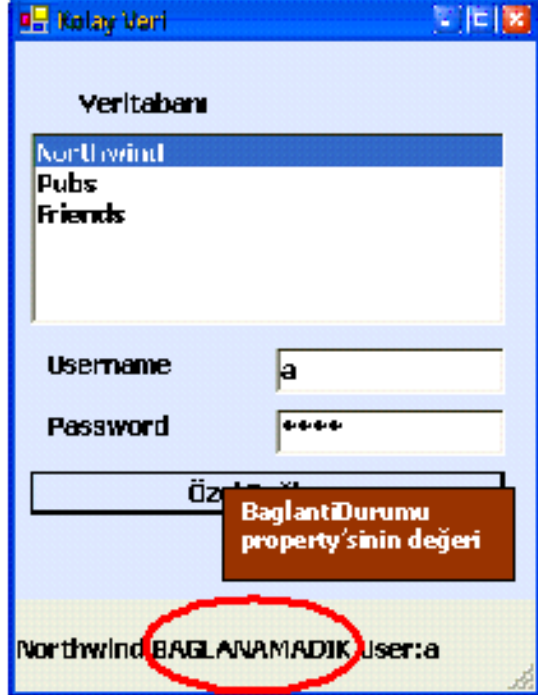 Kolay Veri
Veritabanı
Northwind
Pubs
Friends
Username
a
Password
****
BaglantiDurumu
property'sinin değeri
Northwind BAGLANAMADIK User:a